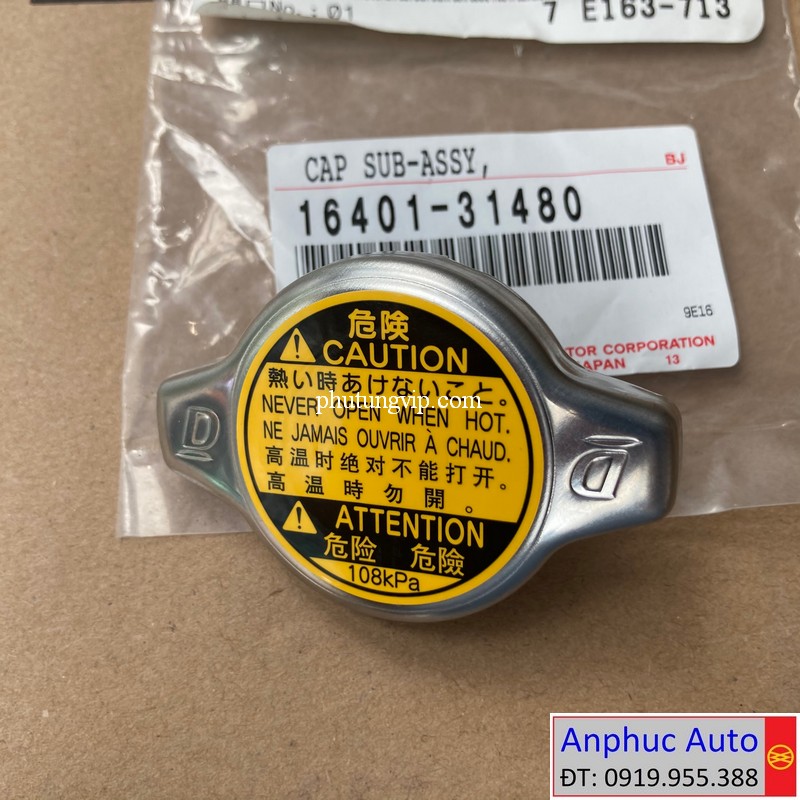 No.: Ø1
7 E163-713
CAP SUB-ASSY,
BJ
16401-31480
9E16
TOR CORPORATION
JAPAN 13
危険
CAUTION
熱い時あけないこと。
NEVER OPEN WHEN HOT.
phutungvip.com
NE JAMAIS OUVRIR À CHAUD.
高温时绝对不能打开。
高温時勿開。
ATTENTION
危险 危險
108kPa
D
D
Anphuc Auto
ĐT: 0919.955.388